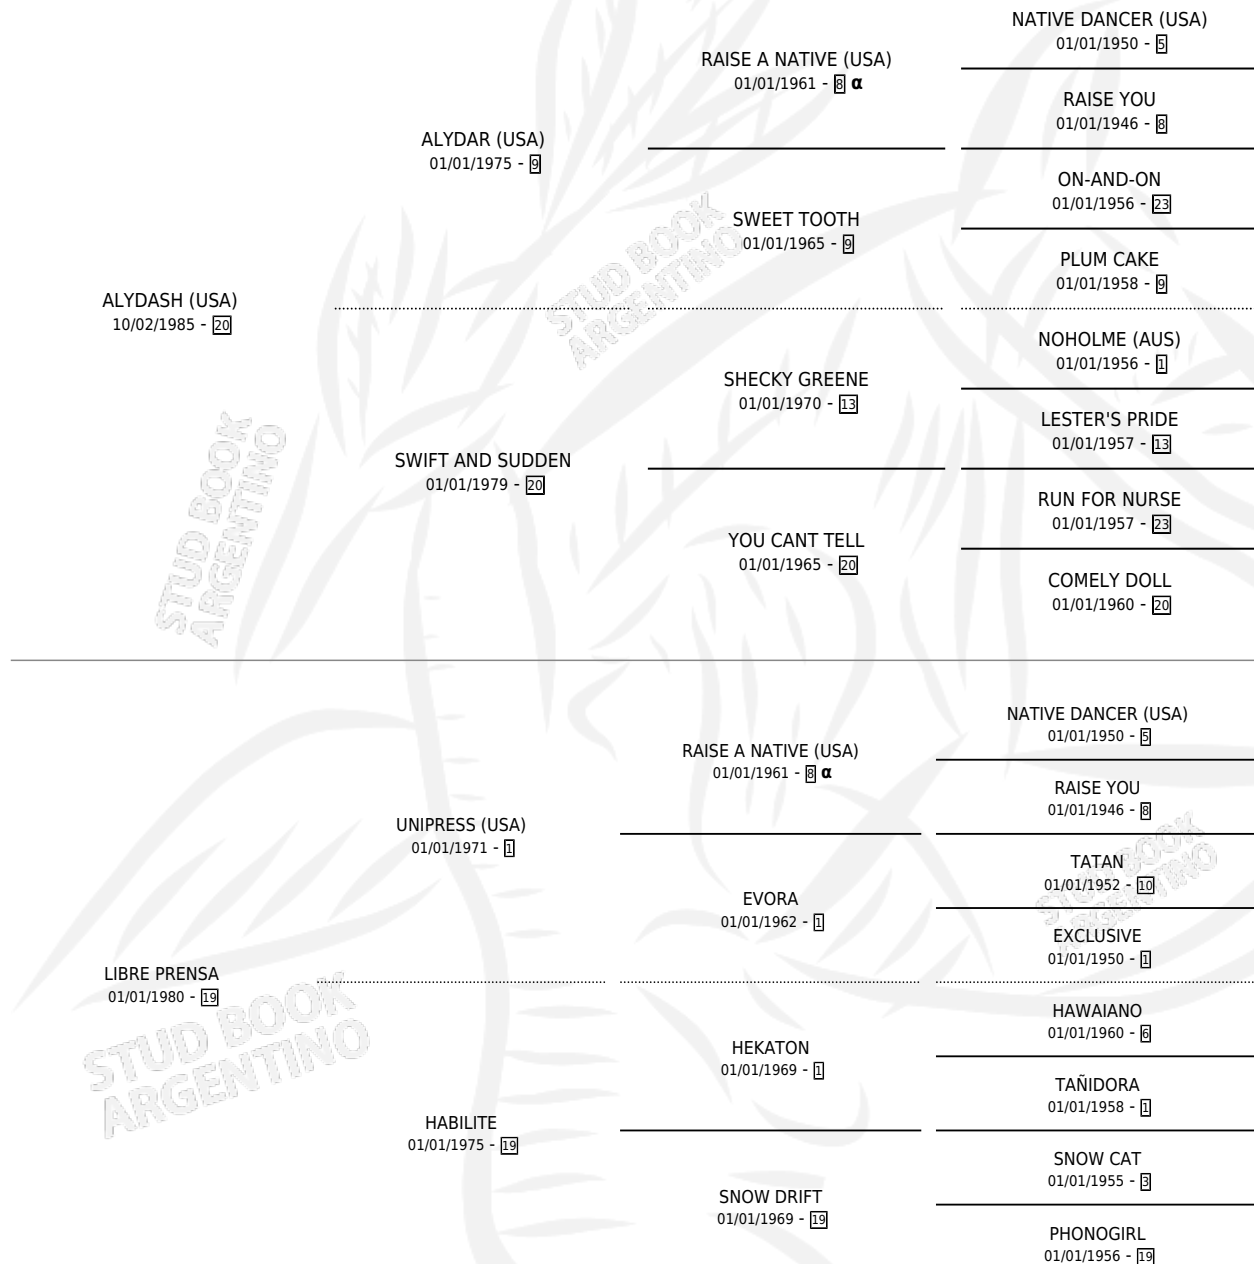 NATIVE DANCER (USA)
01/01/1950 - 5
RAISE A NATIVE (USA)
01/01/1961 - 8 α
RAISE YOU
01/01/1946 - 8
ALYDAR (USA)
01/01/1975 - 9
ON-AND-ON
01/01/1956 - 23
SWEET TOOTH
01/01/1965 - 9
PLUM CAKE
01/01/1958 - 9
STUD BOOK
ARGENTINO
ALYDASH (USA)
10/02/1985 - 20
NOHOLME (AUS)
01/01/1956 - 1
SHECKY GREENE
01/01/1970 - 13
LESTER'S PRIDE
01/01/1957 - 13
SWIFT AND SUDDEN
01/01/1979 - 20
RUN FOR NURSE
01/01/1957 - 23
YOU CANT TELL
01/01/1965 - 20
COMELY DOLL
01/01/1960 - 20
STUD BOOK
ARGENTINO
NATIVE DANCER (USA)
01/01/1950 - 5
RAISE A NATIVE (USA)
01/01/1961 - 8 α
RAISE YOU
01/01/1946 - 8
UNIPRESS (USA)
01/01/1971 - 1
TATAN
01/01/1952 - 10
EVORA
01/01/1962 - 1
EXCLUSIVE
01/01/1950 - 1
STUD BOOK
ARGENTINO
LIBRE PRENSA
01/01/1980 - 19
HAWAIANO
01/01/1960 - 6
HEKATON
01/01/1969 - 1
TAÑIDORA
01/01/1958 - 1
HABILITE
01/01/1975 - 19
SNOW CAT
01/01/1955 - 3
SNOW DRIFT
01/01/1969 - 19
PHONOGIRL
01/01/1956 - 19
STUD BOOK
ARGENTINO